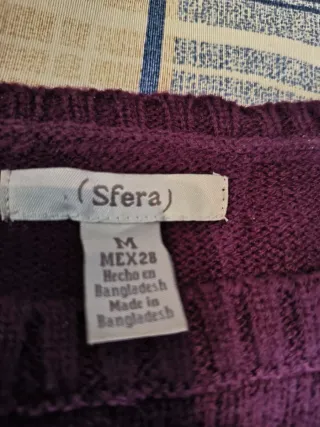 (Sfera)
M
MEX28
Hecho en
Bangladesh
Made in
Bangladesh